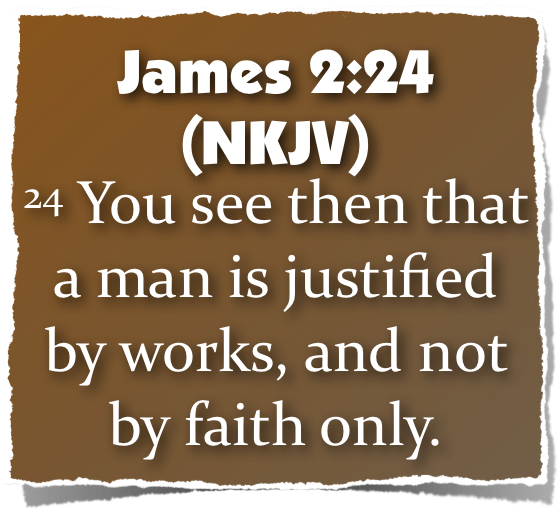 James 2:24
(NKJV)
24 You see then that
a man is justified
by works, and not
by faith only.